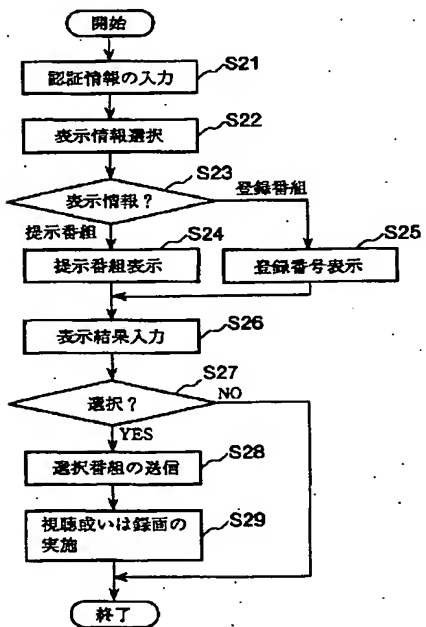 開始
認証情報の入力
S21
表示情報選択
S22
表示情報?
S23
登録番組
提示番組
提示番組表示
S24
登録番号表示
S25
表示結果入力
S26
選択?
S27
NO
YES
選択番組の送信
S28
視聴或いは録画の
実施
S29
終了